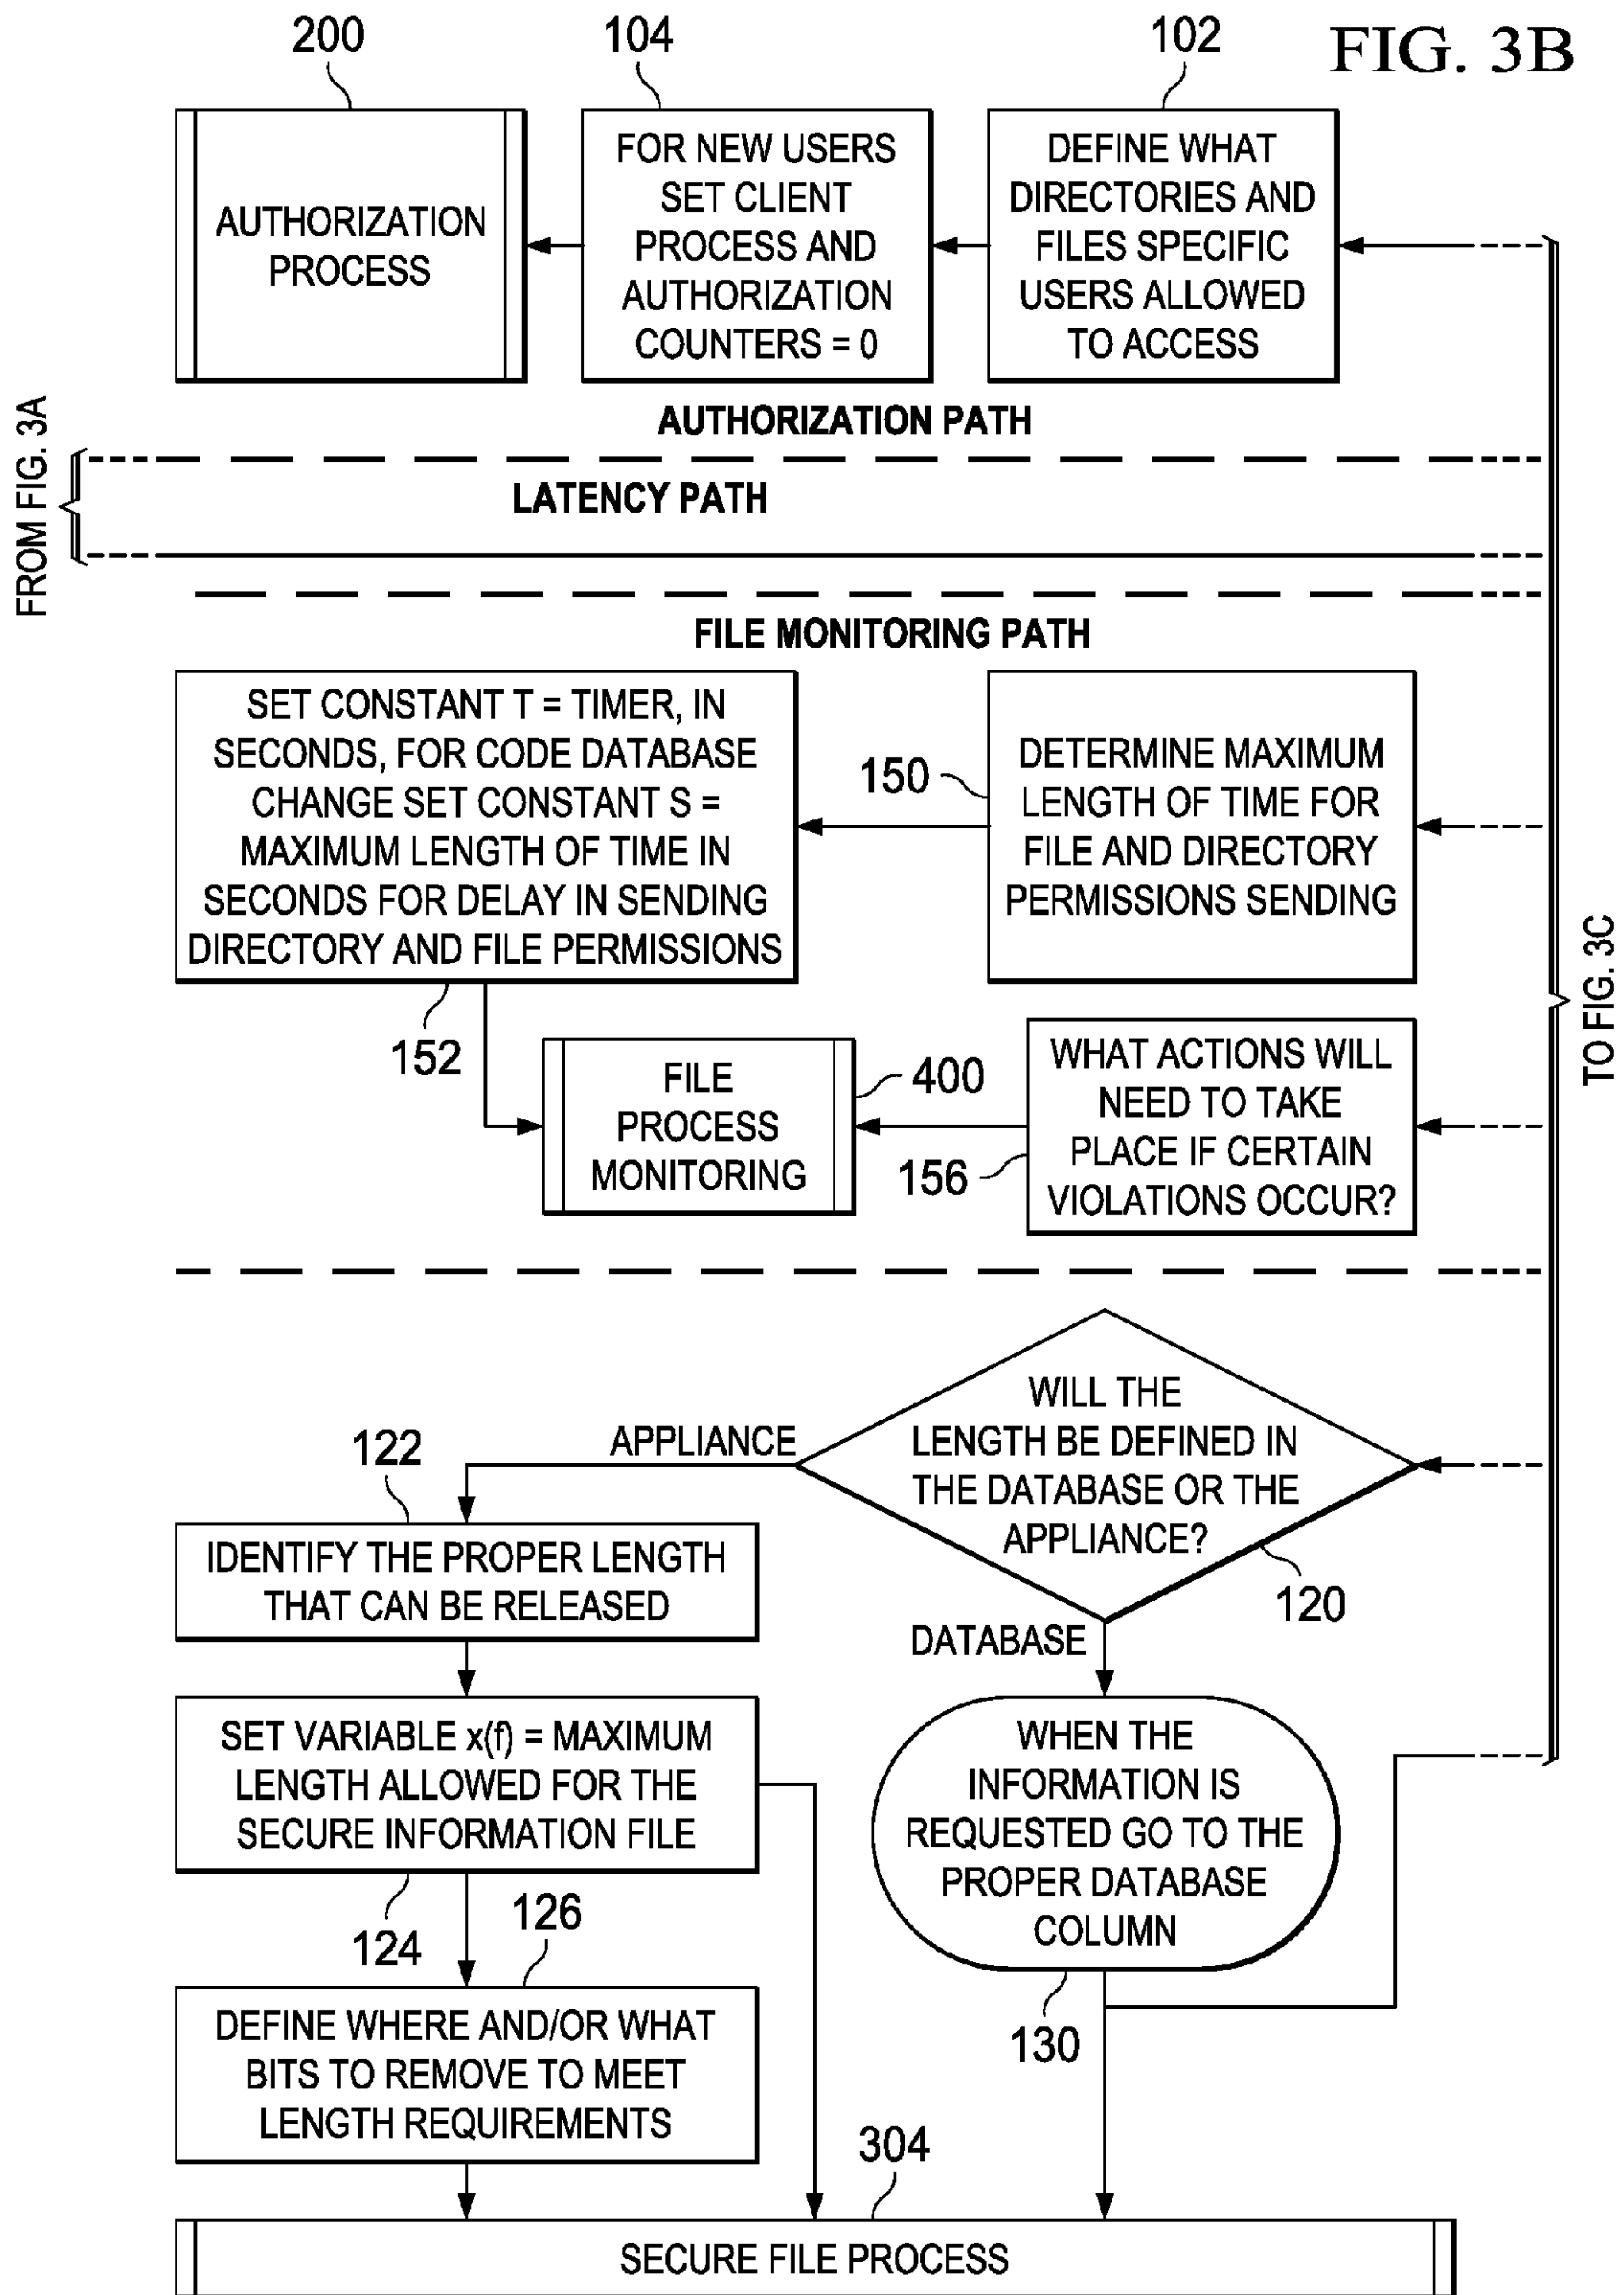 FIG. 3B
200
104
102
AUTHORIZATION
PROCESS
FOR NEW USERS
SET CLIENT
PROCESS AND
AUTHORIZATION
COUNTERS = 0
DEFINE WHAT
DIRECTORIES AND
FILES SPECIFIC
USERS ALLOWED
TO ACCESS
AUTHORIZATION PATH
FROM FIG. 3A
LATENCY PATH
FILE MONITORING PATH
SET CONSTANT T = TIMER, IN
SECONDS, FOR CODE DATABASE
CHANGE SET CONSTANT S =
MAXIMUM LENGTH OF TIME IN
SECONDS FOR DELAY IN SENDING
DIRECTORY AND FILE PERMISSIONS
150
DETERMINE MAXIMUM
LENGTH OF TIME FOR
FILE AND DIRECTORY
PERMISSIONS SENDING
TO FIG. 3C
152
FILE
PROCESS
MONITORING
400
156
WHAT ACTIONS WILL
NEED TO TAKE
PLACE IF CERTAIN
VIOLATIONS OCCUR?
WILL THE
LENGTH BE DEFINED IN
THE DATABASE OR THE
APPLIANCE?
APPLIANCE
122
120
IDENTIFY THE PROPER LENGTH
THAT CAN BE RELEASED
DATABASE
SET VARIABLE x(f) = MAXIMUM
LENGTH ALLOWED FOR THE
SECURE INFORMATION FILE
WHEN THE
INFORMATION IS
REQUESTED GO TO THE
PROPER DATABASE
COLUMN
124
126
130
DEFINE WHERE AND/OR WHAT
BITS TO REMOVE TO MEET
LENGTH REQUIREMENTS
304
SECURE FILE PROCESS